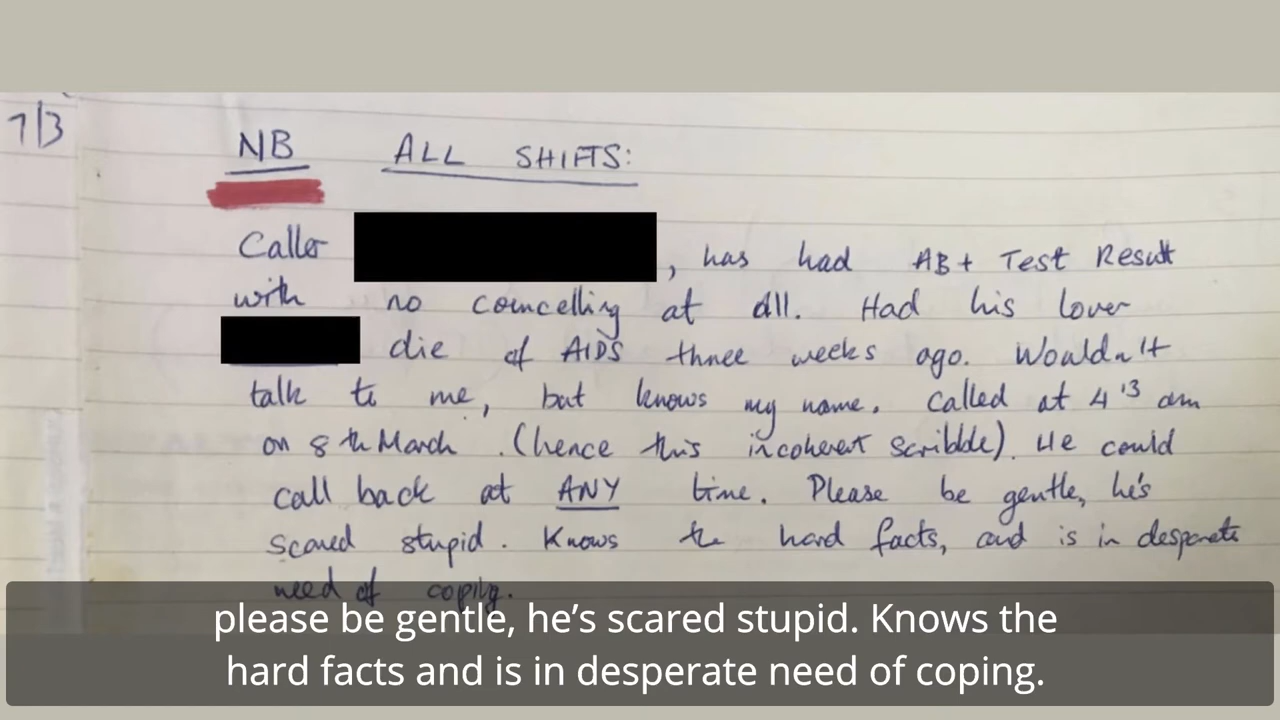 7/3
NB ALL SHIFTS:
Caller , has had AB+ Test Result
with no councelling at all. Had his lover
die of AIDS three weeks ago. Wouldn't
talk to me, but knows my name. Called at 4'13 am
on 8th March. (hence this incoherent scribble). He could
call back at ANY time. Please be gentle, he's
scared stupid. Knows the hard facts, and is in desperate
need of coping.
please be gentle, he's scared stupid. Knows the
hard facts and is in desperate need of coping.